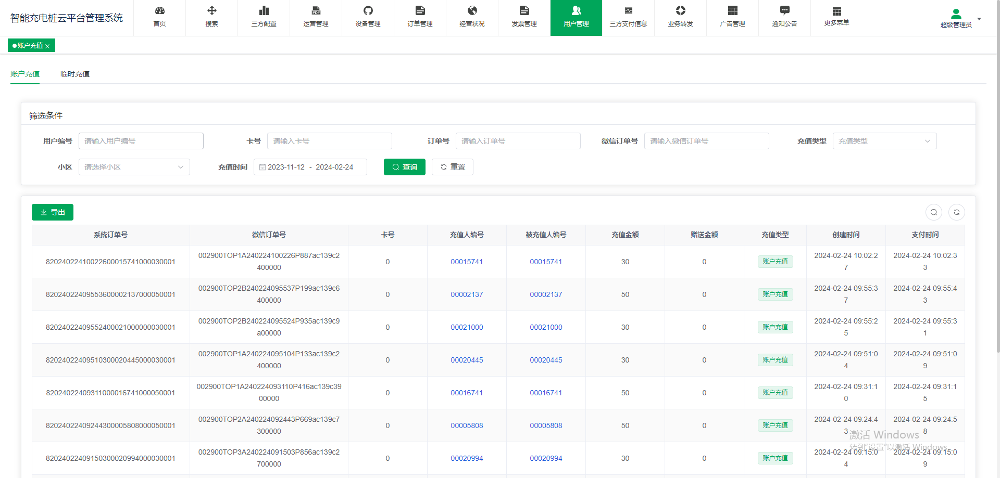 智能充电桩云平台管理系统
首页
搜索
三方配置
运营管理
设备管理
订单管理
经营状况
发票管理
用户管理
三方支付信息
业务转发
广告管理
通知公告
更多菜单
超级管理员
账户充值
账户充值
临时充值
筛选条件
用户编号 请输入用户编号
卡号 请输入卡号
订单号 请输入订单号
微信订单号 请输入微信订单号
充值类型 充值类型
小区 请选择小区
充值时间 2023-11-12 - 2024-02-24
查询
重置
导出
系统订单号 微信订单号 卡号 充值人编号 被充值人编号 充值金额 赠送金额 充值类型 创建时间 支付时间
82024022410022600015741000030001 002900TOP1A240224100226P887ac139c2400000 0 00015741 00015741 30 0 账户充值 2024-02-24 10:02:27 2024-02-24 10:02:33
82024022409553600002137000050001 002900TOP2B240224095537P199ac139c6400000 0 00002137 00002137 50 0 账户充值 2024-02-24 09:55:37 2024-02-24 09:55:43
82024022409552400021000000030001 002900TOP2B240224095524P935ac139c9a00000 0 00021000 00021000 30 0 账户充值 2024-02-24 09:55:25 2024-02-24 09:55:31
82024022409510300020445000030001 002900TOP1A240224095104P133ac139c2400000 0 00020445 00020445 30 0 账户充值 2024-02-24 09:51:04 2024-02-24 09:51:09
82024022409311000016741000050001 002900TOP1A240224093110P416ac139c3900000 0 00016741 00016741 50 0 账户充值 2024-02-24 09:31:10 2024-02-24 09:31:15
82024022409244300005808000050001 002900TOP2A240224092443P669ac139c7300000 0 00005808 00005808 50 0 账户充值 2024-02-24 09:24:43 2024-02-24 09:24:58
82024022409150300020994000030001 002900TOP3A240224091503P856ac139c2700000 0 00020994 00020994 30 0 账户充值 2024-02-24 09:15:04 2024-02-24 09:15:09
激活 Windows
转到"设置"以激活 Windows。